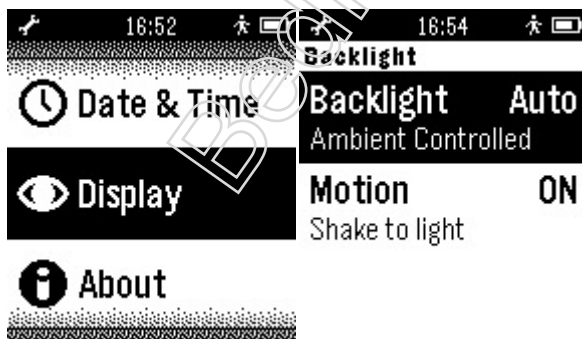 16:52
Date & Time
Display
About
16:54
Backlight
Backlight Auto
Ambient Controlled
Motion ON
Shake to light